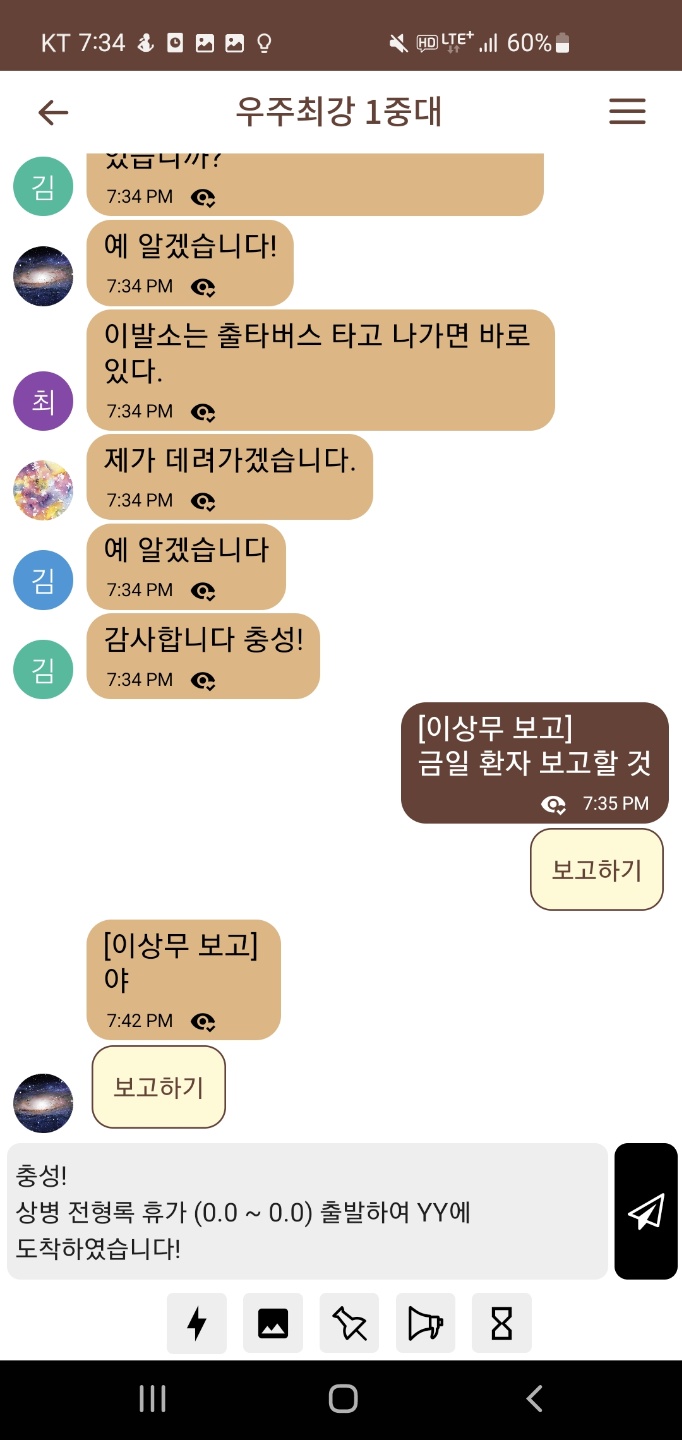 KT 7:34
HD LTE+ 60%
우주최강 1중대
있습니까?
김
7:34 PM
예 알겠습니다!
7:34 PM
이발소는 출타버스 타고 나가면 바로
있다.
최
7:34 PM
제가 데려가겠습니다.
7:34 PM
예 알겠습니다
김
7:34 PM
감사합니다 충성!
김
7:34 PM
[이상무 보고]
금일 환자 보고할 것
7:35 PM
보고하기
[이상무 보고]
야
7:42 PM
보고하기
충성!
상병 전형록 휴가 (0.0 ~ 0.0) 출발하여 YY에
도착하였습니다!